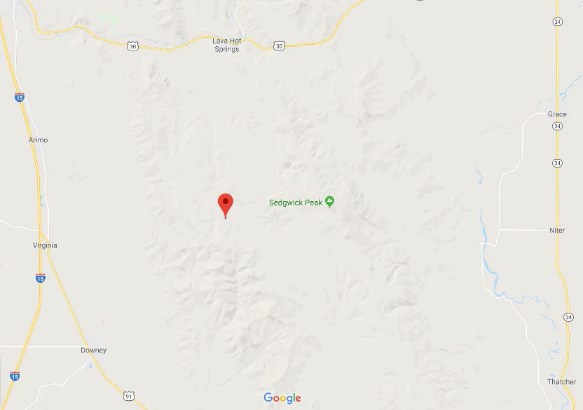 34
Lava Hot
Springs
30
30
15
Grace
34
Arimo
34
Sedgwick Peak
Niter
Virginia
15
34
Downey
15
91
Thatcher
Google